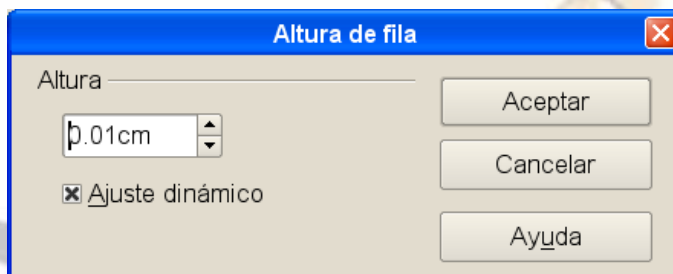 Altura de fila
Altura
0.01cm
Ajuste dinámico
Aceptar
Cancelar
Ayuda